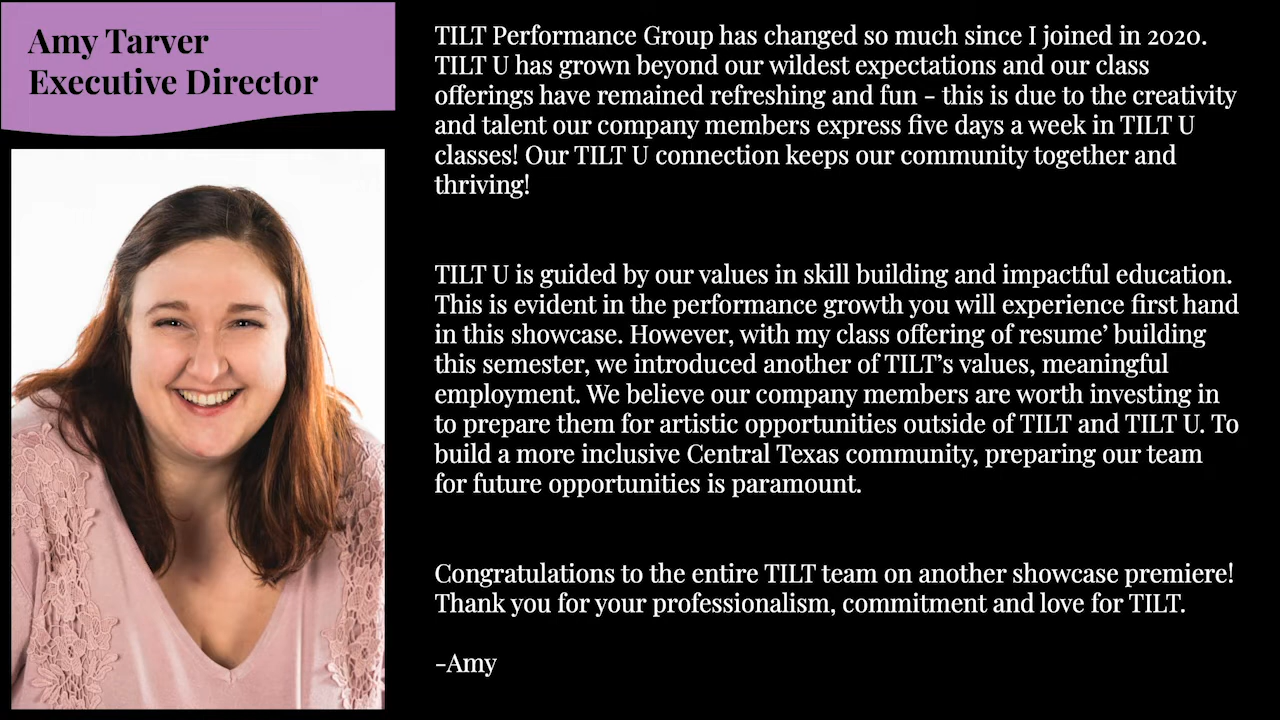 Amy Tarver
Executive Director
TILT Performance Group has changed so much since I joined in 2020.
TILT U has grown beyond our wildest expectations and our class
offerings have remained refreshing and fun - this is due to the creativity
and talent our company members express five days a week in TILT U
classes! Our TILT U connection keeps our community together and
thriving!
TILT U is guided by our values in skill building and impactful education.
This is evident in the performance growth you will experience first hand
in this showcase. However, with my class offering of resume’ building
this semester, we introduced another of TILT’s values, meaningful
employment. We believe our company members are worth investing in
to prepare them for artistic opportunities outside of TILT and TILT U. To
build a more inclusive Central Texas community, preparing our team
for future opportunities is paramount.
Congratulations to the entire TILT team on another showcase premiere!
Thank you for your professionalism, commitment and love for TILT.
-Amy